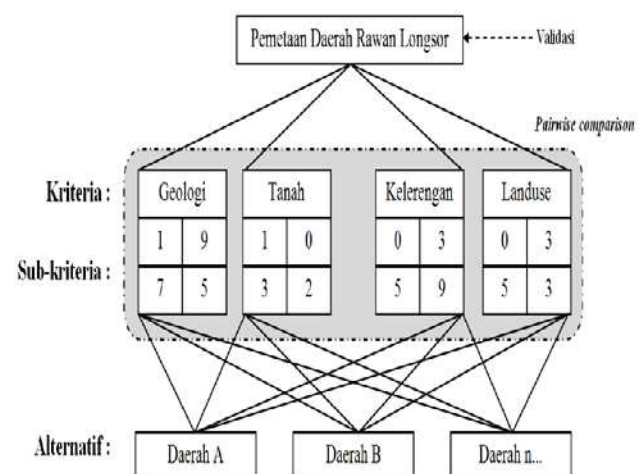 Pemetaan Daerah Rawan Longsor
Validasi
Pairwise comparison
Kriteria :
Geologi
Tanah
Kelerengan
Landuse
1 9
1 0
0 3
0 3
Sub-kriteria :
7 5
3 2
5 9
5 3
Alternatif :
Daerah A
Daerah B
Daerah n...